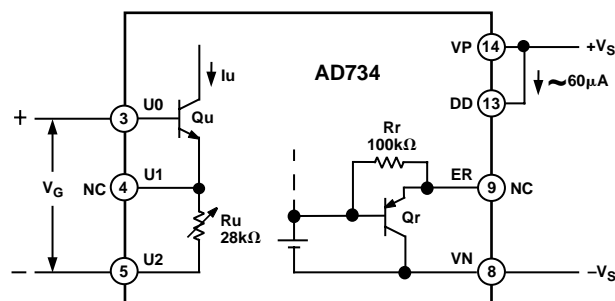 VP 14 +VS
Iu
AD734
≈60µA
U0
DD 13
+ 3
Qu
Rr
100kΩ
VG
U1
ER
NC 4
9 NC
Ru
28kΩ
Qr
U2
VN
– 5
8 –VS